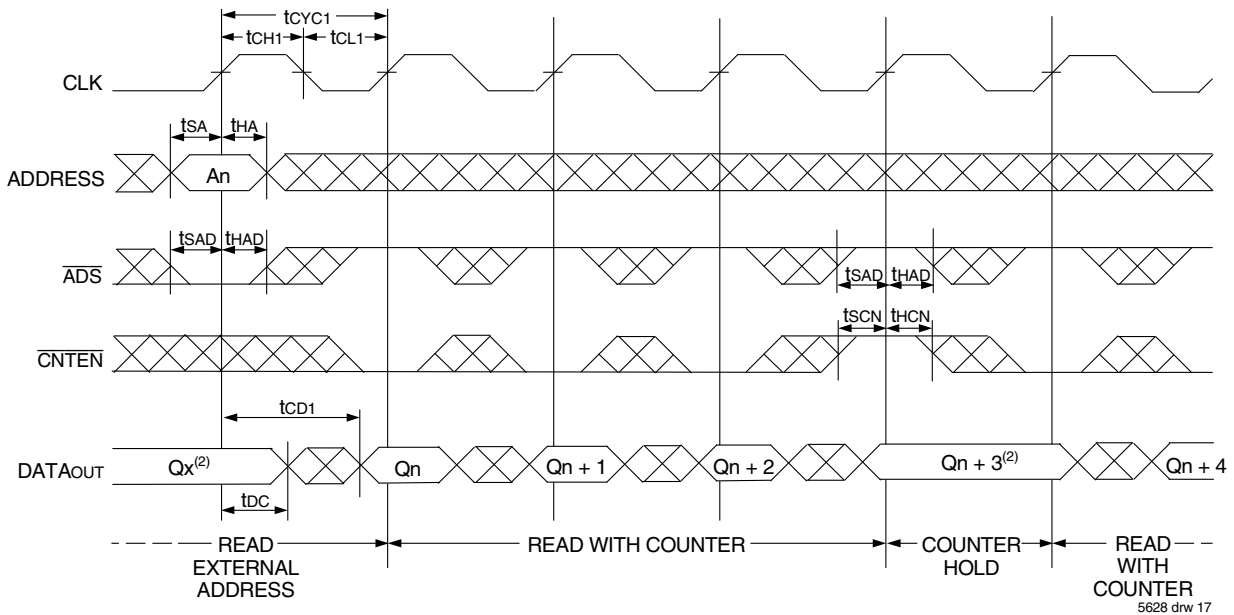 tCYC1
tCH1 tCL1
CLK
tSA tHA
ADDRESS An
tSAD tHAD
ADS
tSAD tHAD
tSCN tHCN
CNTEN
tCD1
DATAOUT Qx(2) Qn Qn + 1 Qn + 2 Qn + 3(2) Qn + 4
tDC
READ EXTERNAL ADDRESS
READ WITH COUNTER
COUNTER HOLD
READ WITH COUNTER
5628 drw 17